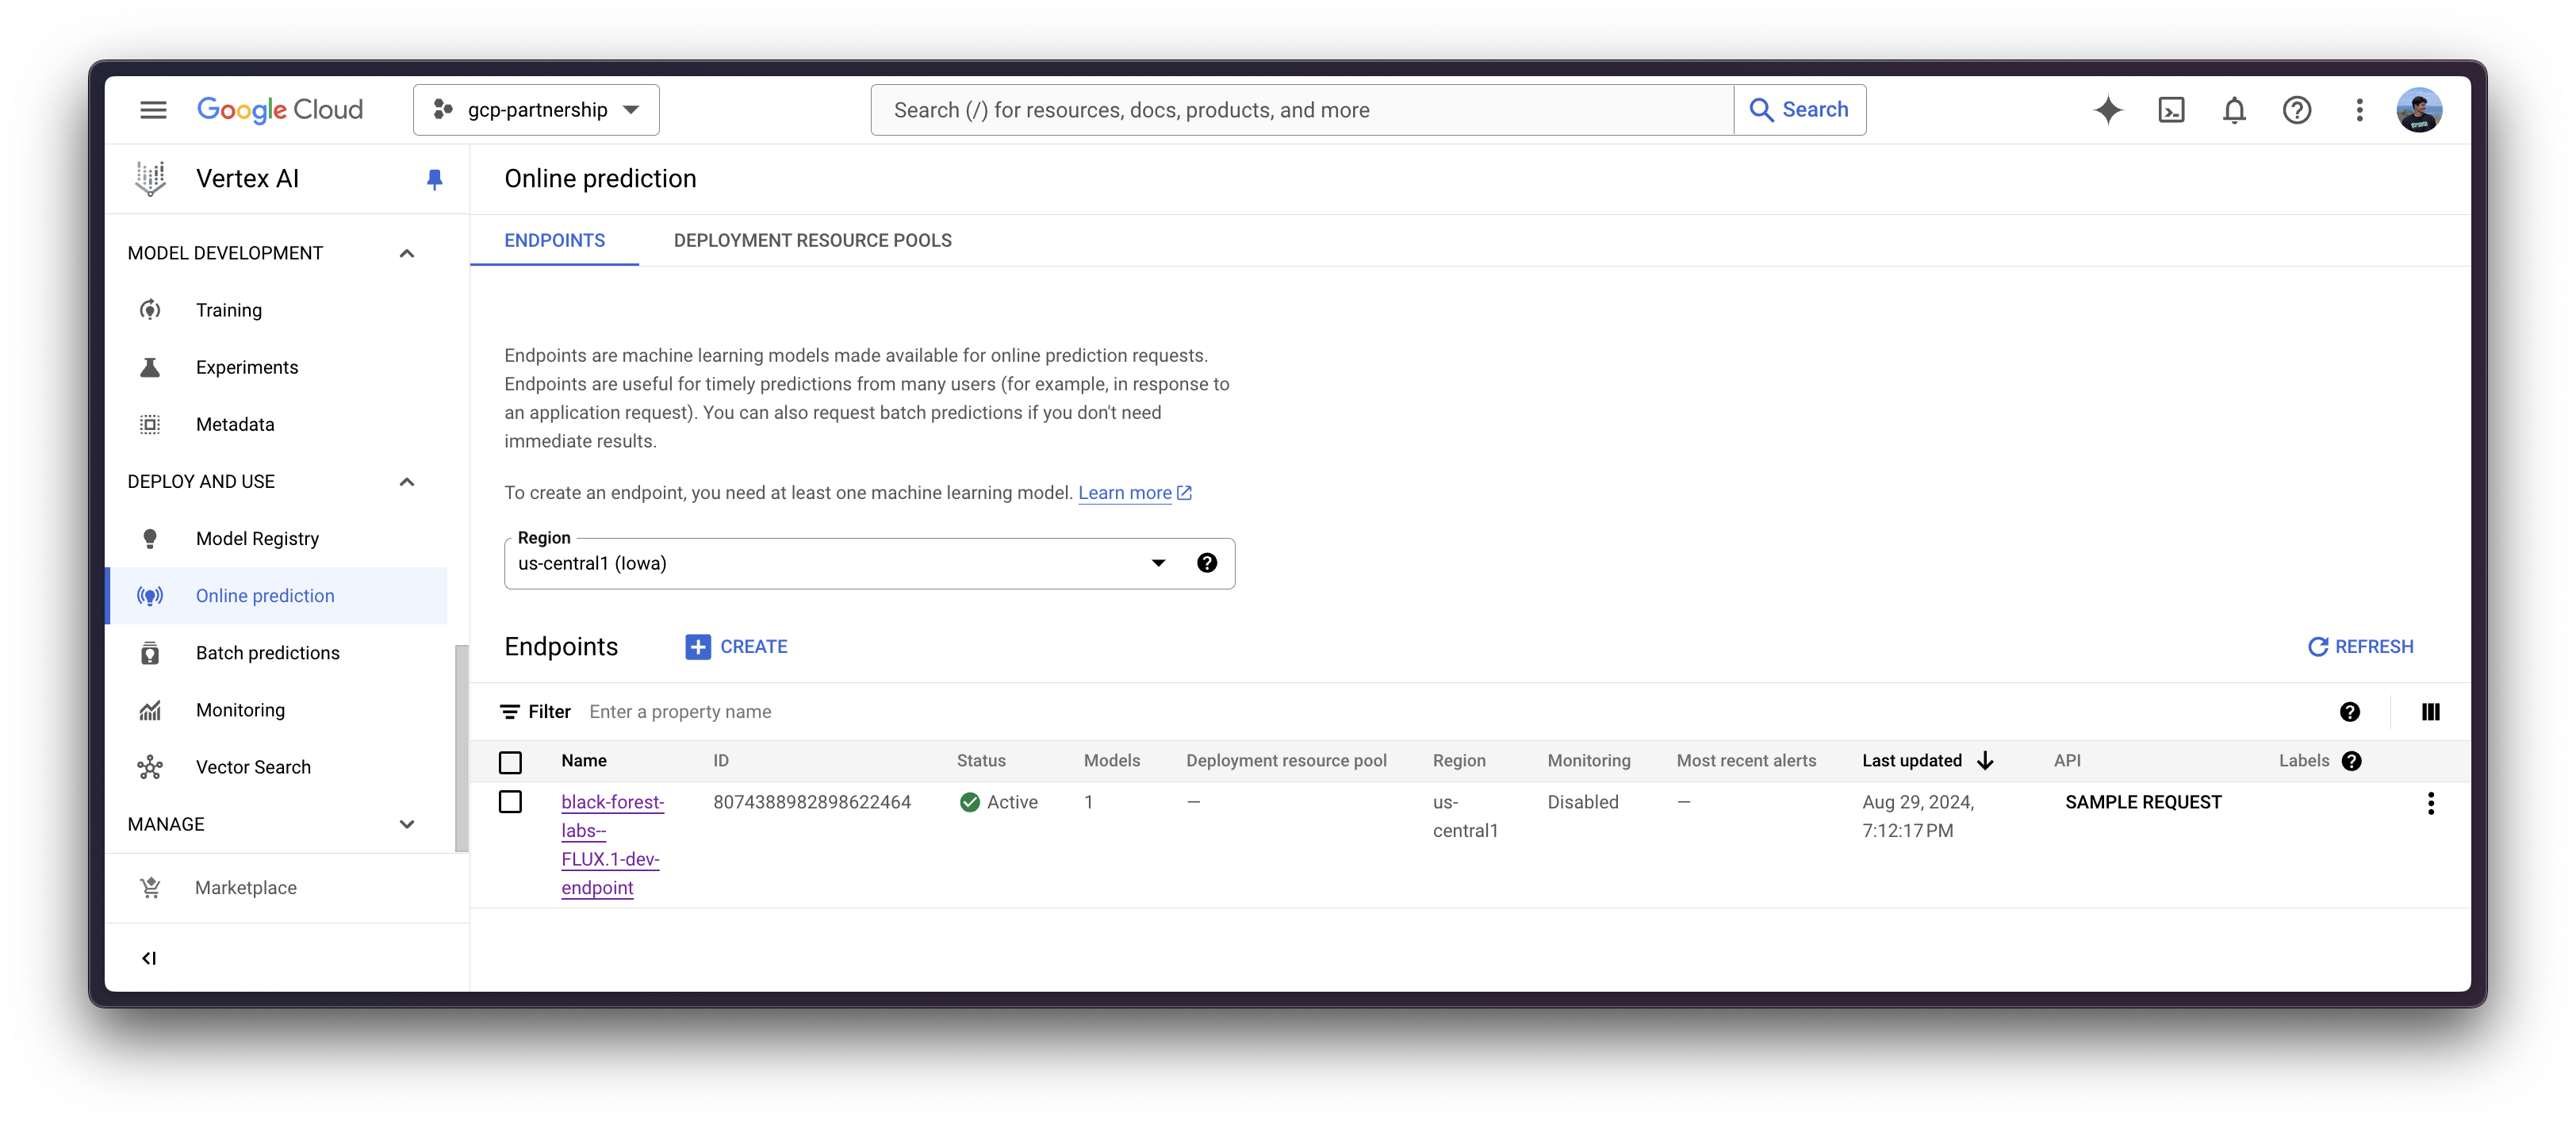 Google Cloud
gcp-partnership
Search (/) for resources, docs, products, and more
Search
Vertex AI
MODEL DEVELOPMENT
Training
Experiments
Metadata
DEPLOY AND USE
Model Registry
Online prediction
Batch predictions
Monitoring
Vector Search
MANAGE
Marketplace
Online prediction
ENDPOINTS
DEPLOYMENT RESOURCE POOLS
Endpoints are machine learning models made available for online prediction requests.
Endpoints are useful for timely predictions from many users (for example, in response to
an application request). You can also request batch predictions if you don't need
immediate results.
To create an endpoint, you need at least one machine learning model. Learn more
Region
us-central1 (Iowa)
Endpoints
CREATE
REFRESH
Filter Enter a property name
Name ID Status Models Deployment resource pool Region Monitoring Most recent alerts Last updated API Labels
black-forest- 8074388982898622464 Active 1 — us- Disabled — Aug 29, 2024, SAMPLE REQUEST
labs-- central1 7:12:17 PM
FLUX.1-dev-
endpoint